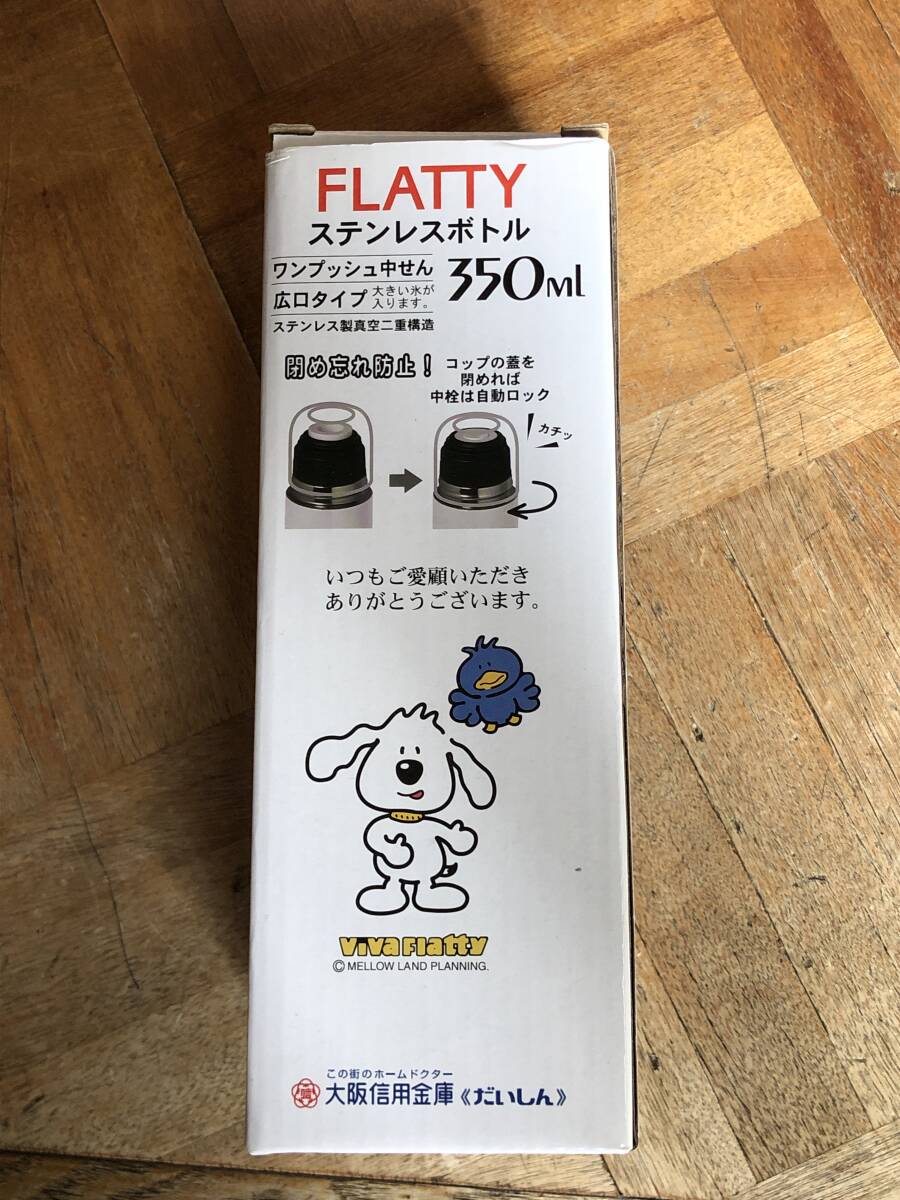 FLATTY
ステンレスボトル
ワンプッシュ中せん
広口タイプ 大きい氷が
入ります。
350ml
ステンレス製真空二重構造
閉め忘れ防止！
コップの蓋を
閉めれば
中栓は自動ロック
カチッ
いつもご愛顧いただき
ありがとうございます。
Viva Flatty
© MELLOW LAND PLANNING.
この街のホームドクター
大阪信用金庫《だいしん》